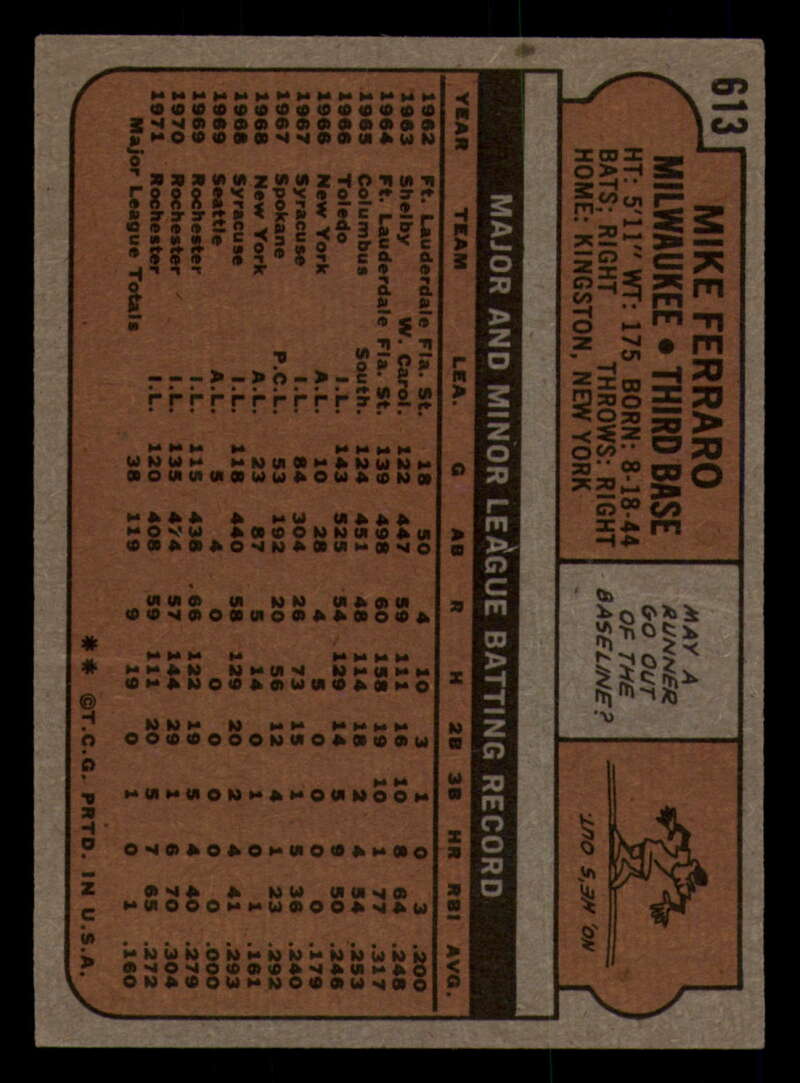 613
MIKE FERRARO
MILWAUKEE • THIRD BASE
HT: 5'11" WT: 175 BORN: 8-18-44
BATS: RIGHT THROWS: RIGHT
HOME: KINGSTON, NEW YORK
MAY A
RUNNER
GO OUT
OF THE
BASELINE?
NO, HE'S OUT.
MAJOR AND MINOR LEAGUE BATTING RECORD
YEAR TEAM LEA. G AB R H 2B 3B HR RBI AVG.
1962 Ft. Lauderdale Fla. St. 18 50 4 10 3 1 0 3 .200
1963 Shelby W. Carol. 122 447 59 111 16 10 8 64 .248
1964 Ft. Lauderdale Fla. St. 139 498 60 158 19 10 1 77 .317
1965 Columbus South. 124 451 48 114 18 2 4 54 .253
1966 Toledo I.L. 143 525 54 129 14 5 9 50 .246
1966 New York A.L. 10 28 4 5 0 0 0 0 .179
1967 Syracuse I.L. 84 304 26 73 15 1 5 36 .240
1967 Spokane P.C.L. 53 192 20 56 12 4 1 23 .292
1968 New York A.L. 23 87 5 14 0 1 0 1 .161
1968 Syracuse I.L. 118 440 58 129 20 2 4 41 .293
1969 Seattle A.L. 5 4 0 0 0 0 0 0 .000
1969 Rochester I.L. 115 438 66 122 19 5 4 40 .279
1970 Rochester I.L. 135 474 57 144 29 1 6 70 .304
1971 Rochester I.L. 120 408 59 111 20 5 7 65 .272
Major League Totals 38 119 9 19 0 1 0 1 .160
** ©T.C.G. PRTD. IN U.S.A.